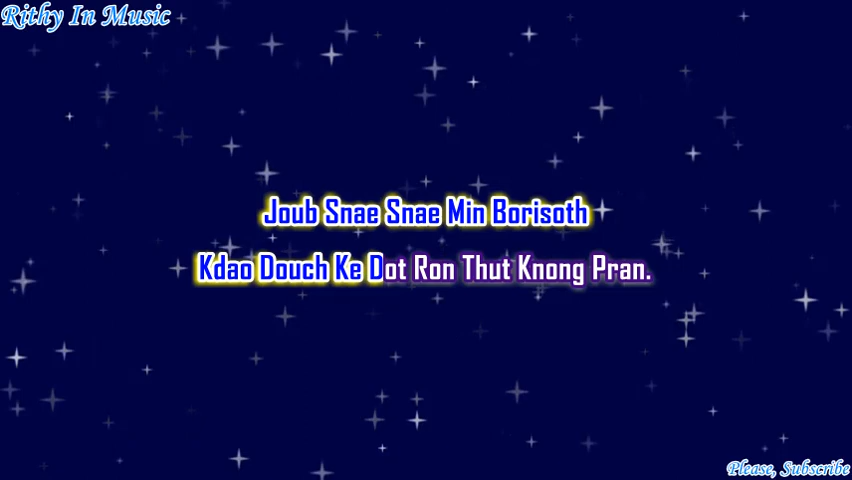 Rithy In Music
Joub Snae Snae Min Borisoth
Kdao Douch Ke Dot Ron Thut Knong Pran.
Please, Subscribe